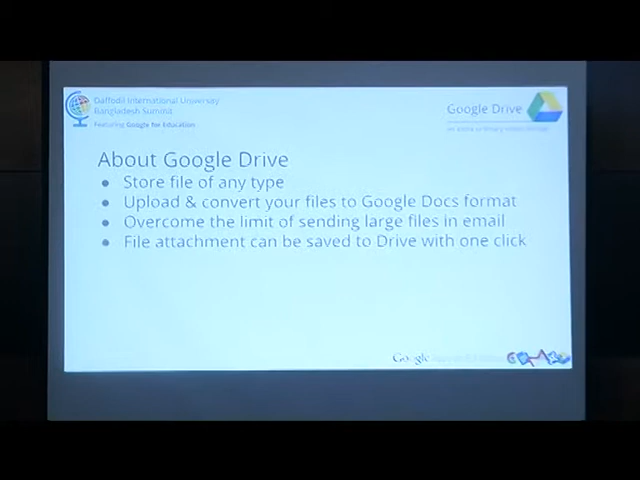 Daffodil International University
Bangladesh Summit
Featuring Google for Education
Google Drive
About Google Drive
● Store file of any type
● Upload & convert your files to Google Docs format
● Overcome the limit of sending large files in email
● File attachment can be saved to Drive with one click
Google